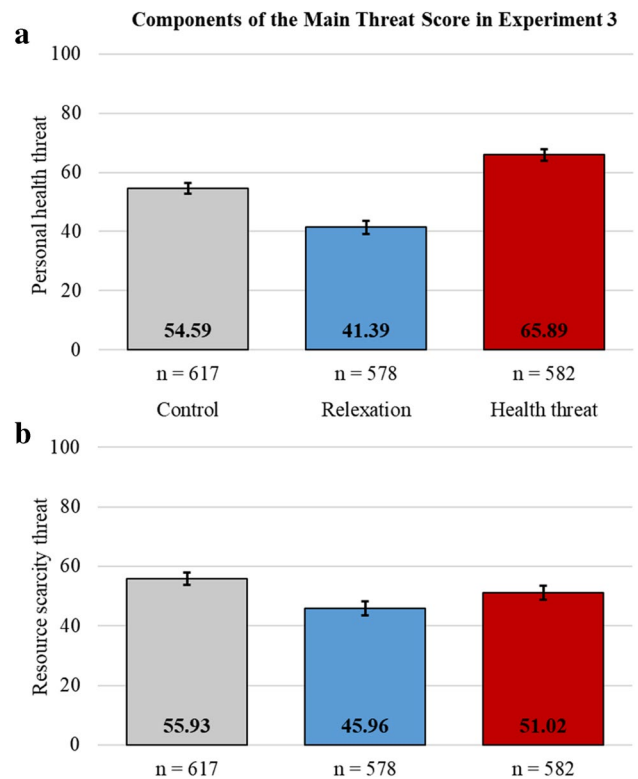 Components of the Main Threat Score in Experiment 3
a
Personal health threat
100
80
60
40
20
0
54.59
41.39
65.89
n = 617
n = 578
n = 582
Control
Relexation
Health threat
b
Resource scarcity threat
100
80
60
40
20
0
55.93
45.96
51.02
n = 617
n = 578
n = 582